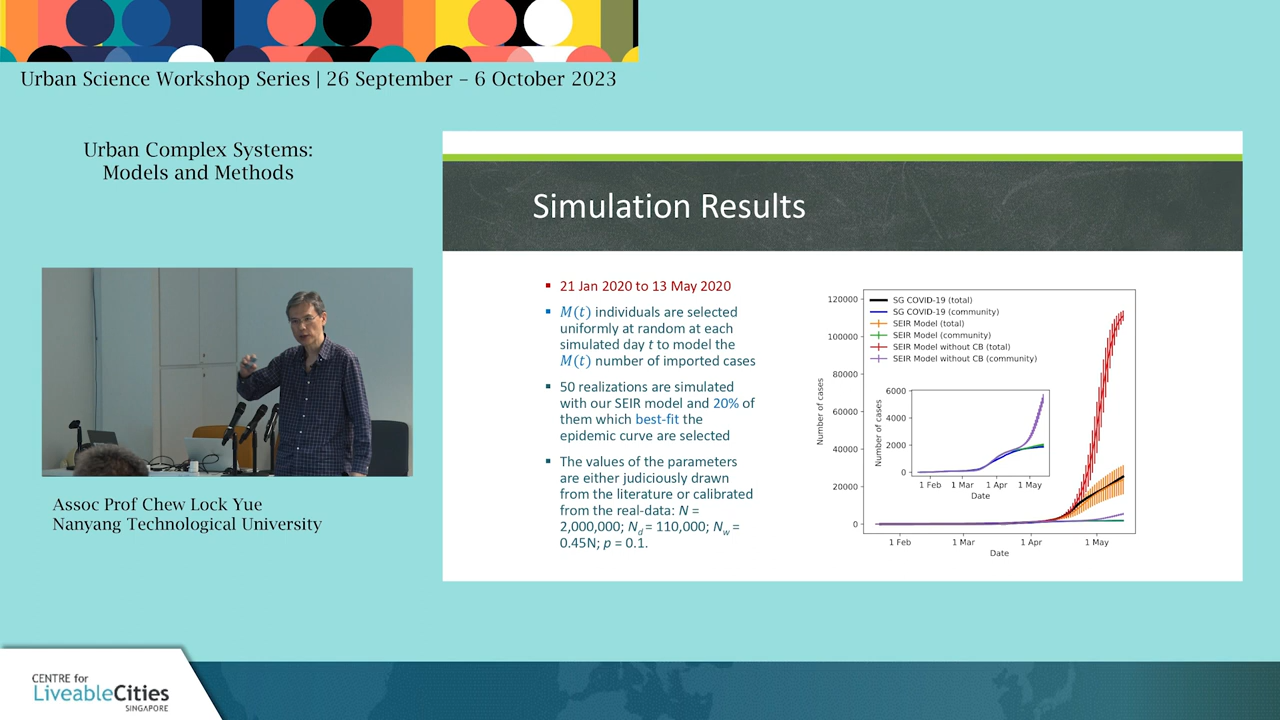 Urban Science Workshop Series | 26 September – 6 October 2023
Urban Complex Systems:
Models and Methods
Simulation Results
▪ 21 Jan 2020 to 13 May 2020
▪ M(t) individuals are selected
uniformly at random at each
simulated day t to model the
M(t) number of imported cases
▪ 50 realizations are simulated
with our SEIR model and 20% of
them which best-fit the
epidemic curve are selected
▪ The values of the parameters
are either judiciously drawn
from the literature or calibrated
from the real-data: N =
2,000,000; Nd = 110,000; Nw =
0.45N; p = 0.1.
SG COVID-19 (total)
SG COVID-19 (community)
SEIR Model (total)
SEIR Model (community)
SEIR Model without CB (total)
SEIR Model without CB (community)
Number of cases
120000
100000
80000
60000
40000
20000
0
1 Feb 1 Mar 1 Apr 1 May
Date
Number of cases
6000
4000
2000
0
1 Feb 1 Mar 1 Apr 1 May
Date
Assoc Prof Chew Lock Yue
Nanyang Technological University
CENTRE for
LiveableCities
SINGAPORE